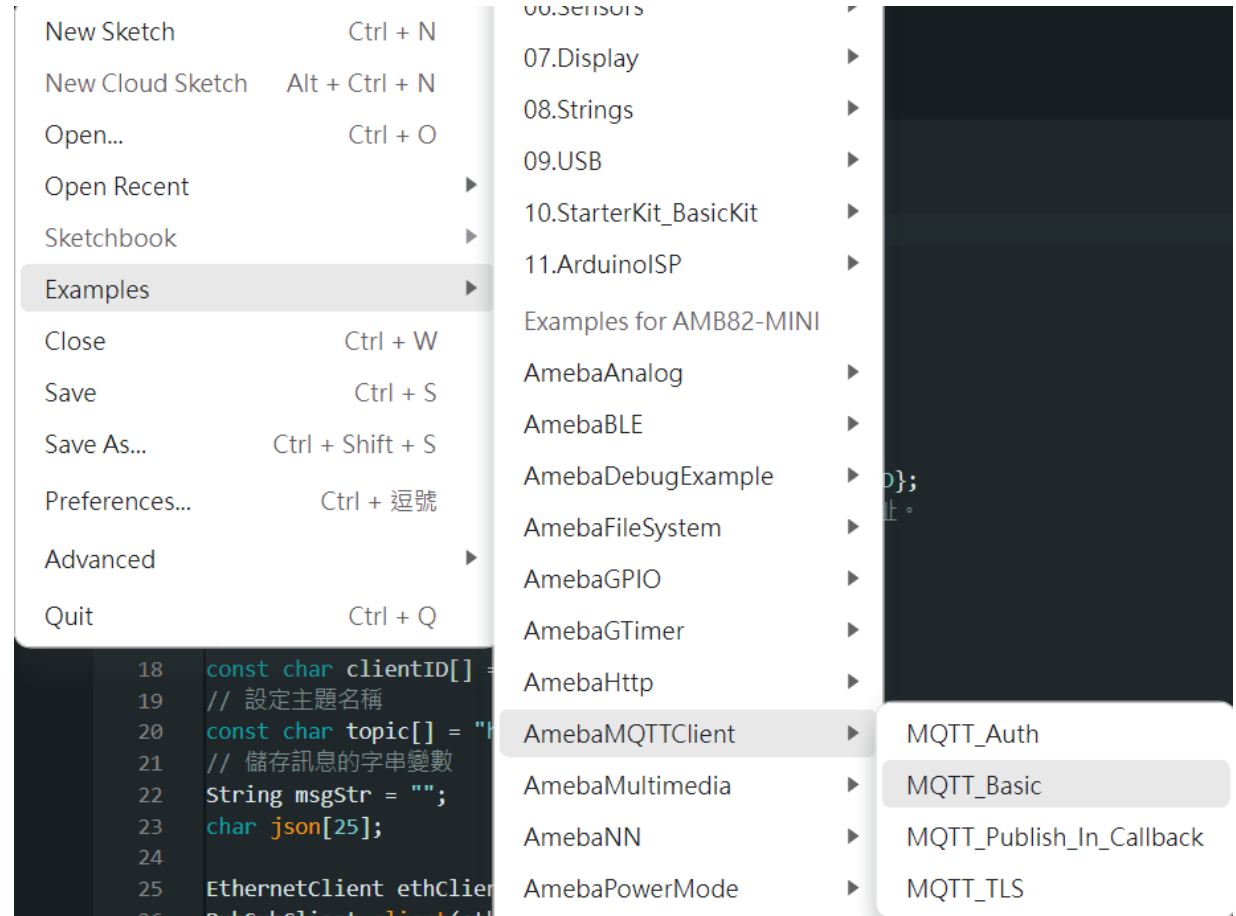 New Sketch Ctrl + N
New Cloud Sketch Alt + Ctrl + N
Open... Ctrl + O
Open Recent
Sketchbook
Examples
Close Ctrl + W
Save Ctrl + S
Save As... Ctrl + Shift + S
Preferences... Ctrl + 逗號
Advanced
Quit Ctrl + Q
06.Sensors
07.Display
08.Strings
09.USB
10.StarterKit_BasicKit
11.ArduinoISP
Examples for AMB82-MINI
AmebaAnalog
AmebaBLE
AmebaDebugExample
AmebaFileSystem
AmebaGPIO
AmebaGTimer
AmebaHttp
AmebaMQTTClient
AmebaMultimedia
AmebaNN
AmebaPowerMode
MQTT_Auth
MQTT_Basic
MQTT_Publish_In_Callback
MQTT_TLS
};
址。
18 const char clientID[] =
19 // 設定主題名稱
20 const char topic[] = "
21 // 儲存訊息的字串變數
22 String msgStr = "";
23 char json[25];
24
25 EthernetClient ethClien